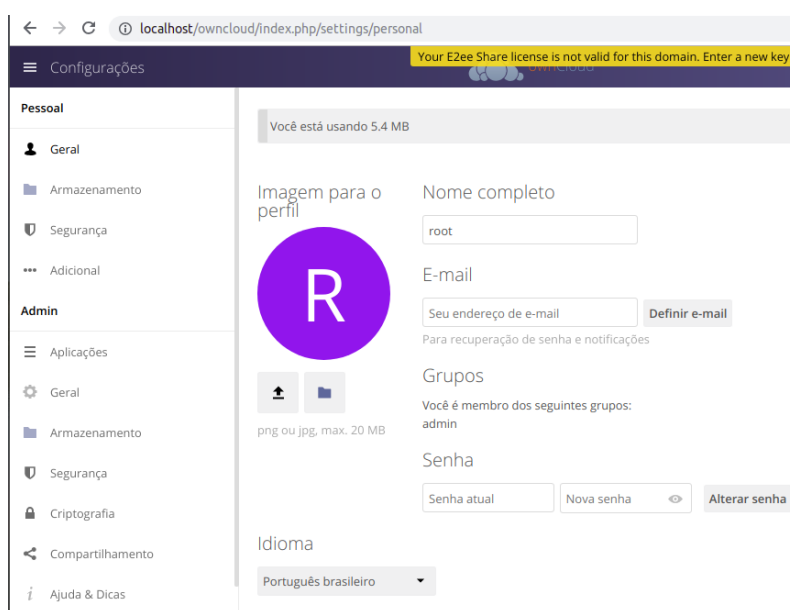 localhost/owncloud/index.php/settings/personal
Configurações
Your E2ee Share license is not valid for this domain. Enter a new key
ownCloud
Pessoal
Geral
Armazenamento
Segurança
Adicional
Admin
Aplicações
Geral
Armazenamento
Segurança
Criptografia
Compartilhamento
Ajuda & Dicas
Você está usando 5.4 MB
Imagem para o
perfil
R
png ou jpg, max. 20 MB
Nome completo
root
E-mail
Seu endereço de e-mail
Definir e-mail
Para recuperação de senha e notificações
Grupos
Você é membro dos seguintes grupos:
admin
Senha
Senha atual
Nova senha
Alterar senha
Idioma
Português brasileiro